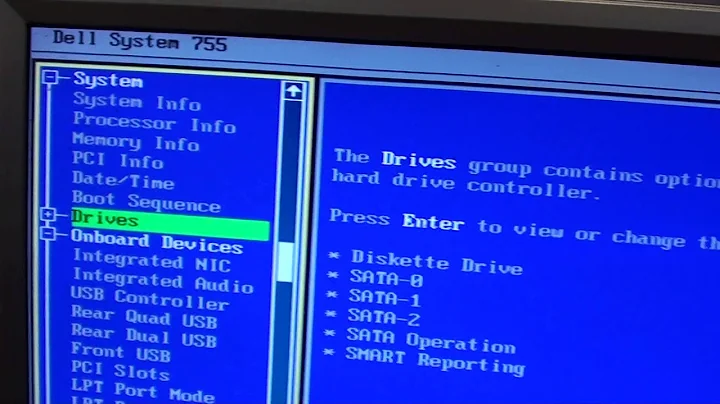 Dell System 755
System
System Info
Processor Info
Memory Info
PCI Info
Date/Time
Boot Sequence
Drives
Onboard Devices
Integrated NIC
Integrated Audio
USB Controller
Rear Quad USB
Rear Dual USB
Front USB
PCI Slots
LPT Port Mode
The Drives group contains
hard drive controller.
Press Enter to view or change
* Diskette Drive
* SATA-0
* SATA-1
* SATA-2
* SATA Operation
* SMART Reporting